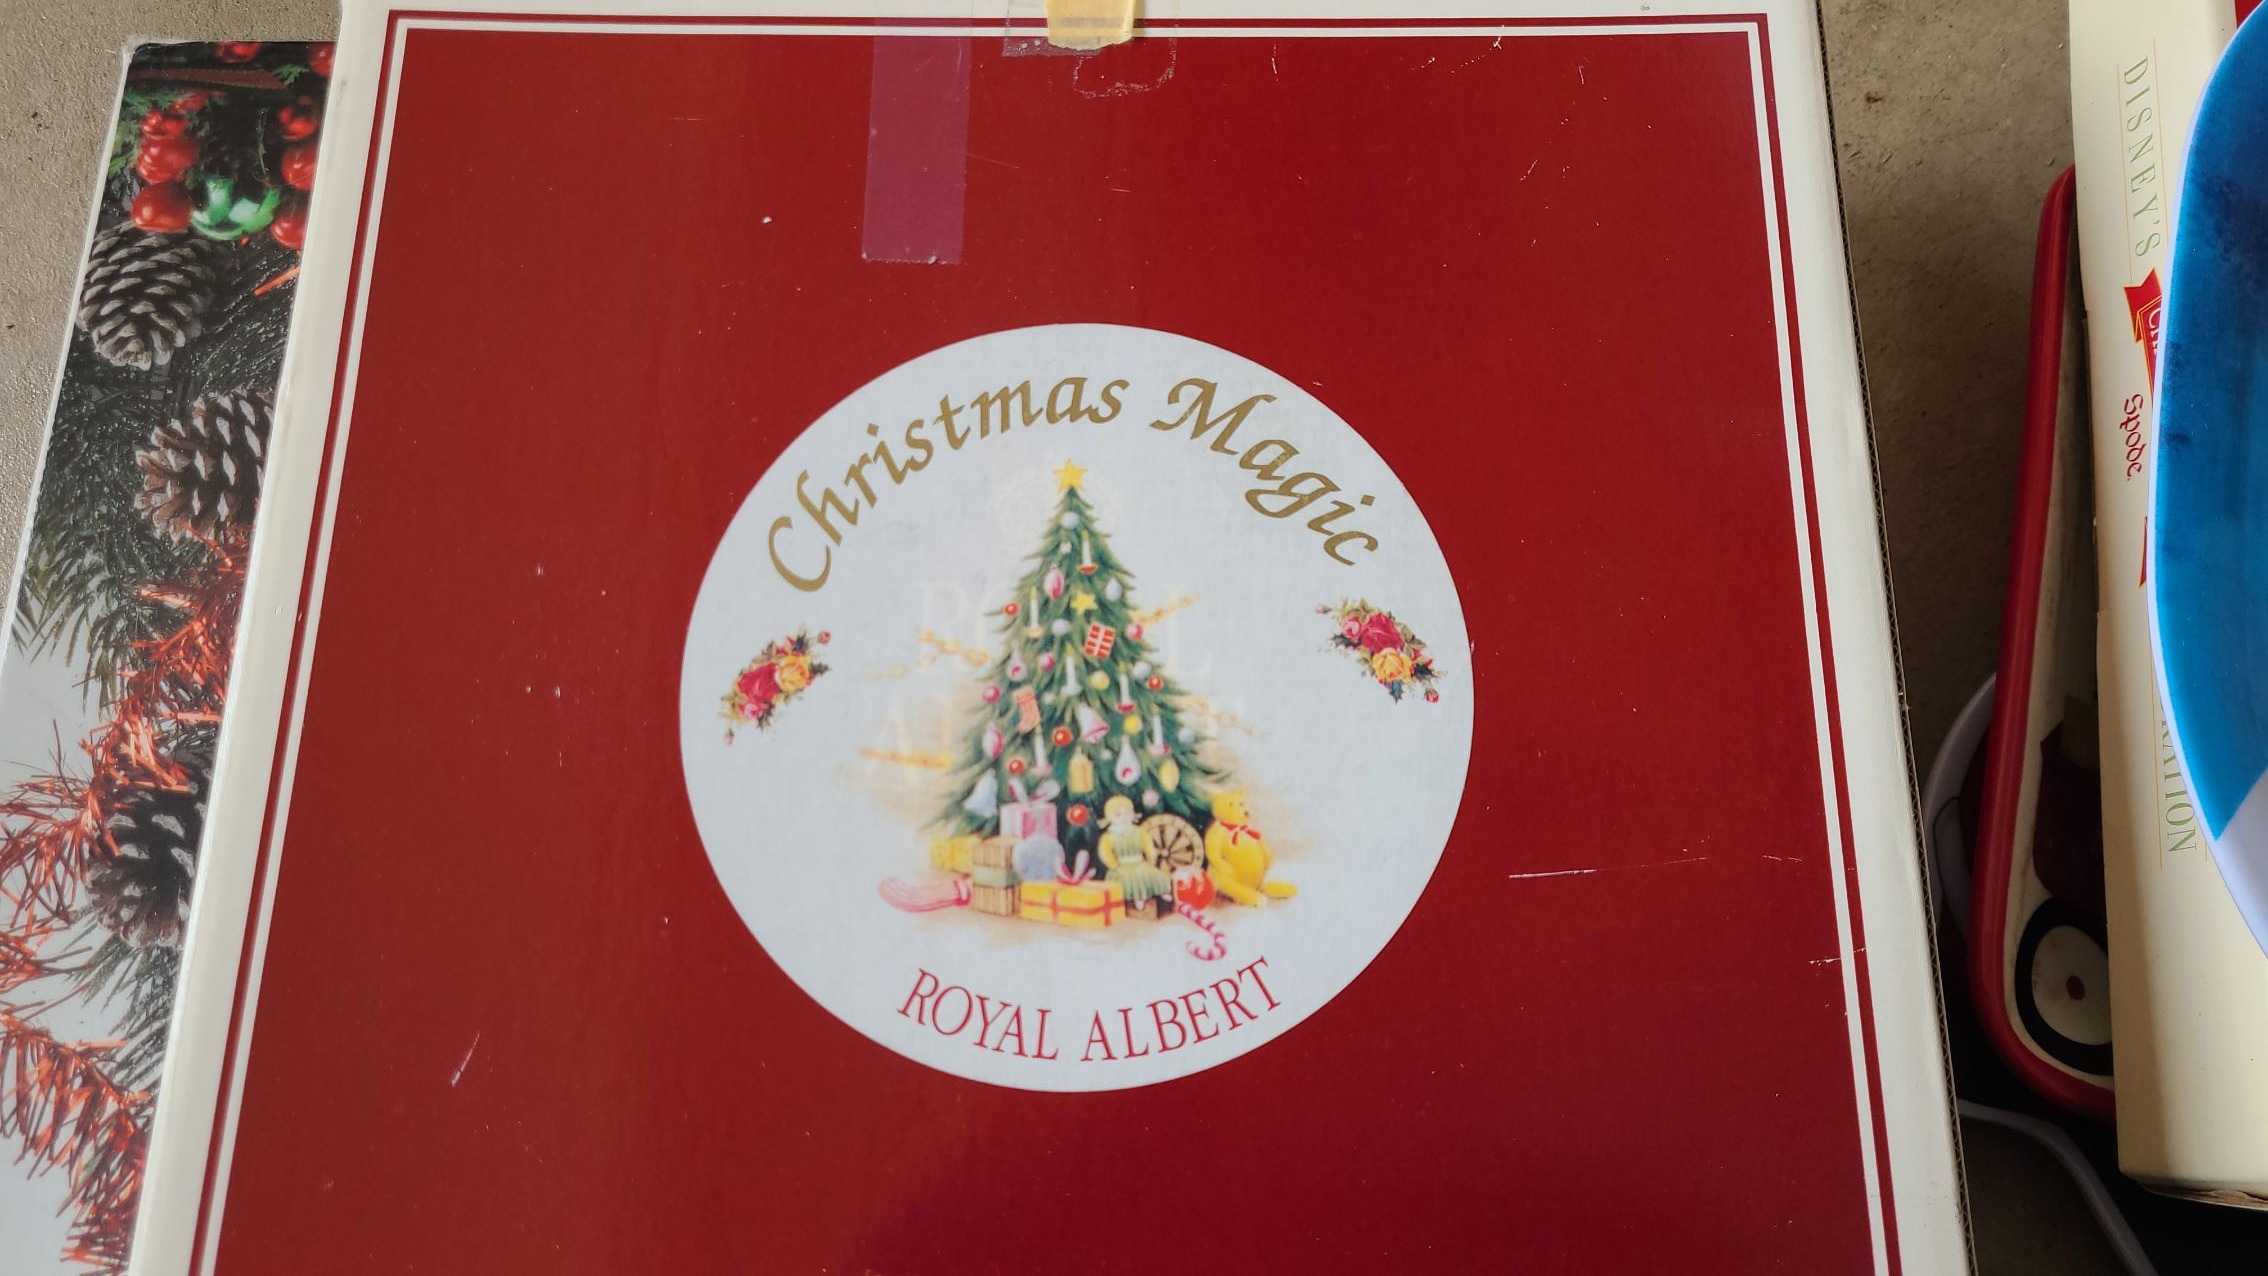 Christmas Magic
ROYAL ALBERT
DISNEY'S
Spode